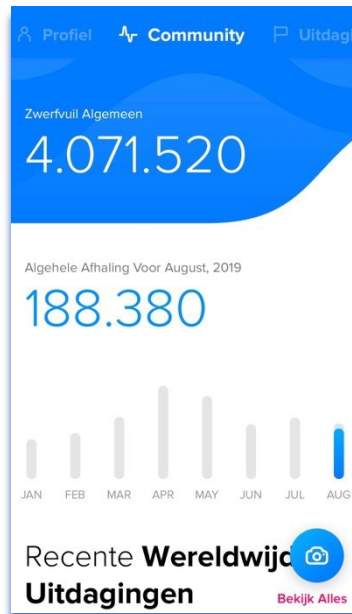 Profiel Community Uitdagi
Zwerfvuil Algemeen
4.071.520
Algehele Afhaling Voor August, 2019
188.380
JAN FEB MAR APR MAY JUN JUL AUG
Recente Wereldwijd
Uitdagingen
Bekijk Alles